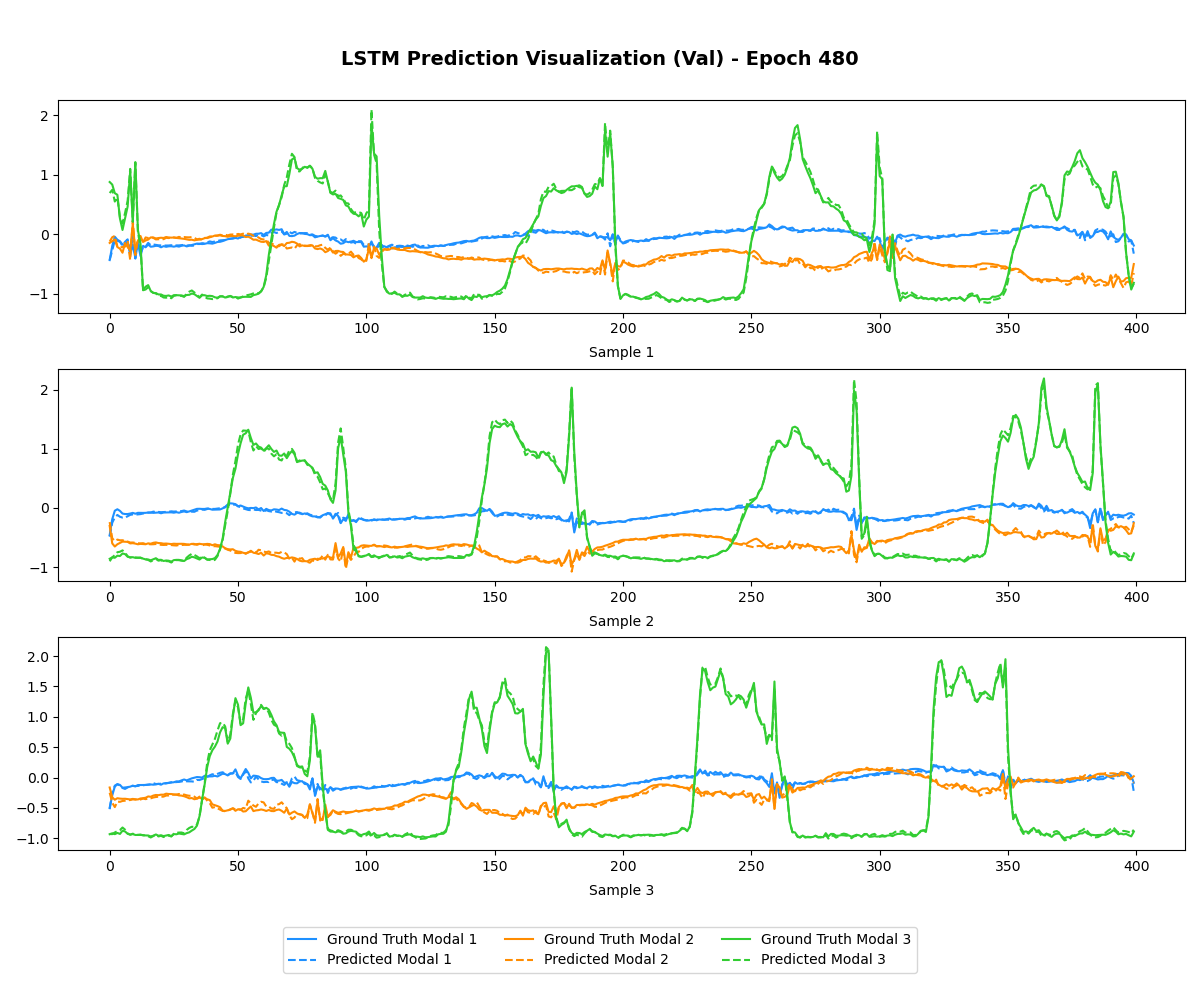 LSTM Prediction Visualization (Val) - Epoch 480
2
1
0
−1
0 50 100 150 200 250 300 350 400
Sample 1
2
1
0
−1
0 50 100 150 200 250 300 350 400
Sample 2
2.0
1.5
1.0
0.5
0.0
−0.5
−1.0
0 50 100 150 200 250 300 350 400
Sample 3
Ground Truth Modal 1 Ground Truth Modal 2 Ground Truth Modal 3
Predicted Modal 1 Predicted Modal 2 Predicted Modal 3